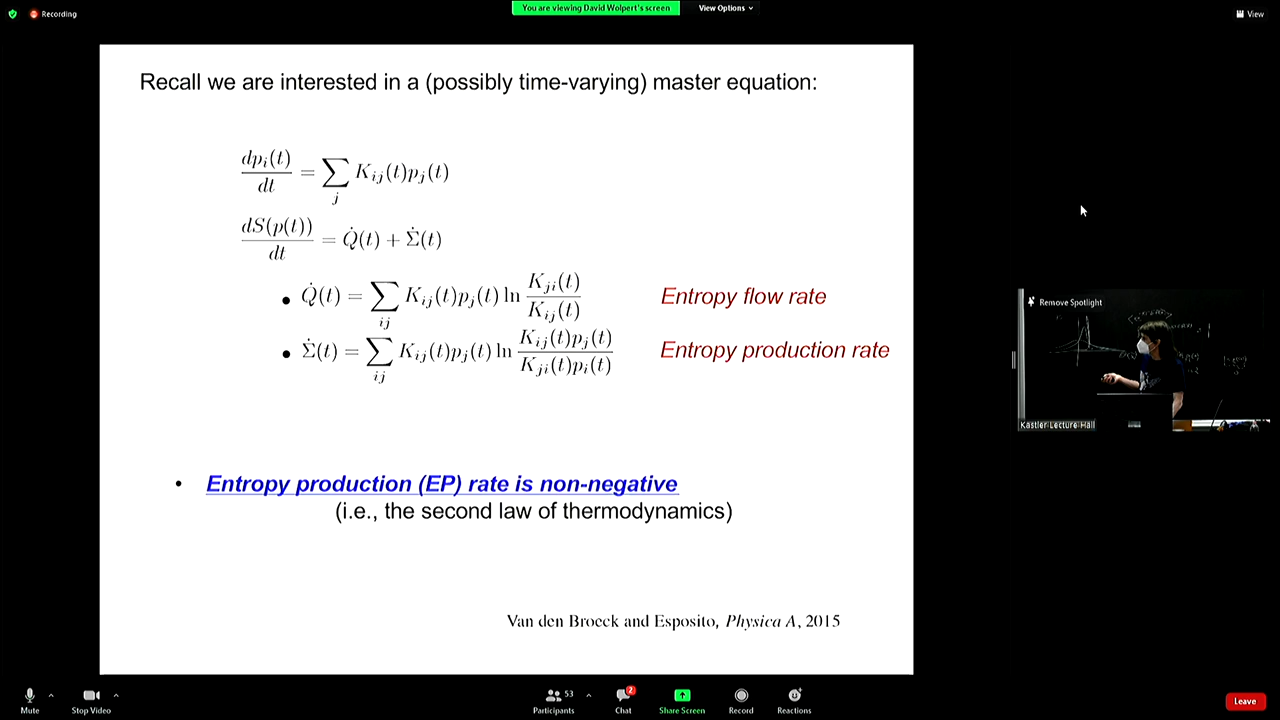 Recording
You are viewing David Wolpert's screen
View Options
View
Recall we are interested in a (possibly time-varying) master equation:
dp_i(t)/dt = ∑_j K_ij(t)p_j(t)
dS(p(t))/dt = Q̇(t) + Σ̇(t)
• Q̇(t) = ∑_ij K_ij(t)p_j(t) ln K_ji(t)/K_ij(t) Entropy flow rate
• Σ̇(t) = ∑_ij K_ij(t)p_j(t) ln K_ij(t)p_j(t)/K_ji(t)p_i(t) Entropy production rate
• Entropy production (EP) rate is non-negative
(i.e., the second law of thermodynamics)
Van den Broeck and Esposito, Physica A, 2015
Remove Spotlight
Kastler Lecture Hall
Mute
Stop Video
Participants 53
Chat 2
Share Screen
Record
Reactions
Leave